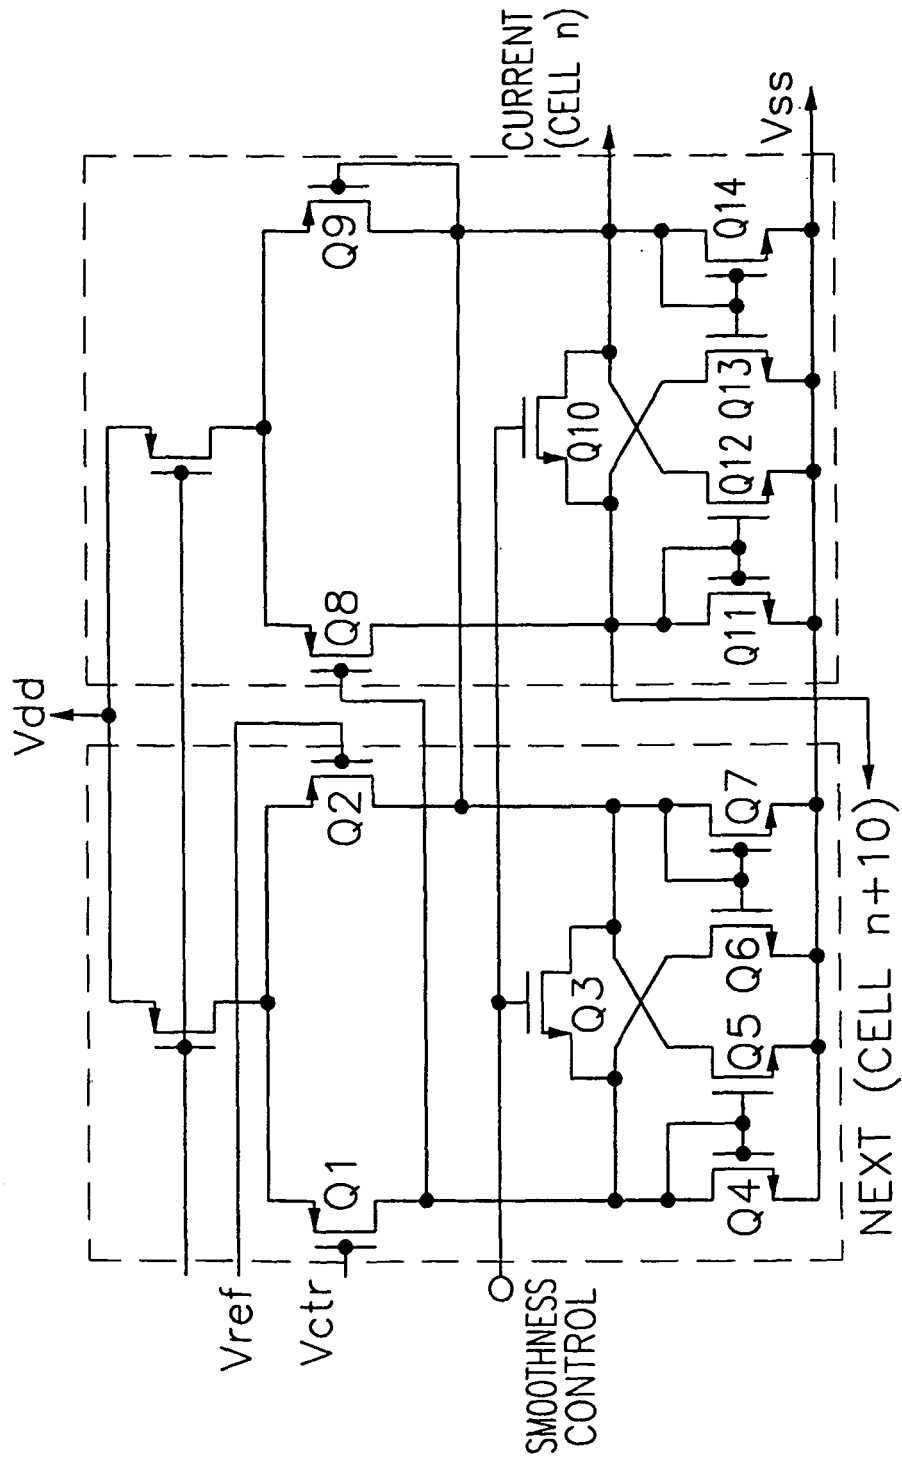 Vdd
Vref
Vctr
SMOOTHNESS
CONTROL
Q1
Q2
Q3
Q4
Q5
Q6
Q7
Q8
Q9
Q10
Q11
Q12
Q13
Q14
CURRENT
(CELL n)
Vss
NEXT (CELL n+10)